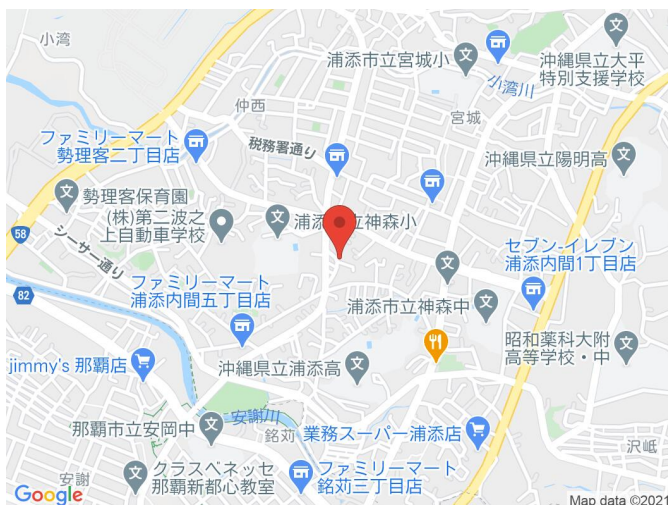 小湾
浦添市立宮城小
沖縄県立大平
特別支援学校
小湾川
仲西
宮城
ファミリーマート
勢理客二丁目店
税務署通り
沖縄県立陽明高
勢理客保育園
(株)第二波之
上自動車学校
浦添
立神森小
58
シーサー通り
セブン-イレブン
浦添内間1丁目店
82
ファミリーマート
浦添内間五丁目店
浦添市立神森中
昭和薬科大附
高等学校・中
jimmy's 那覇店
沖縄県立浦添高
安謝川
那覇市立安岡中
銘苅
業務スーパー浦添店
沢岻
安謝
クラスベネッセ
那覇新都心教室
ファミリーマート
銘苅三丁目店
Google
Map data ©2021